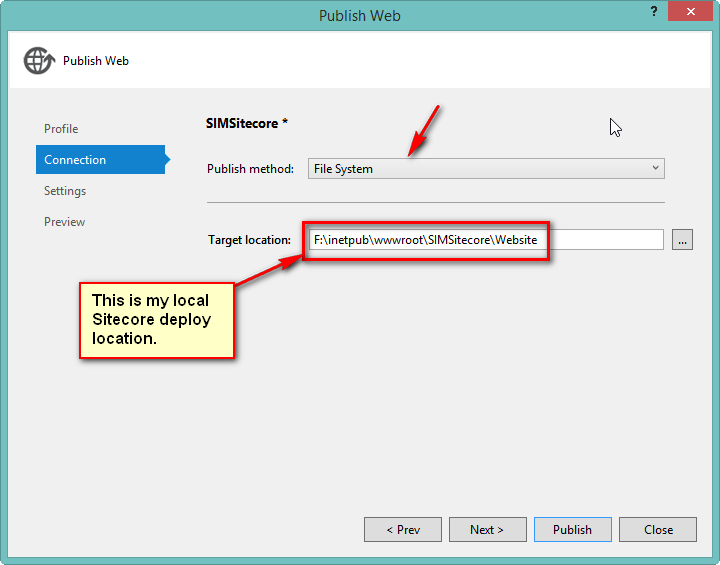 Publish Web
?
Publish Web
Profile
Connection
Settings
Preview
SIMSitecore *
Publish method: File System
Target location: F:\inetpub\wwwroot\SIMSitecore\Website ...
This is my local
Sitecore deploy
location.
< Prev Next > Publish Close